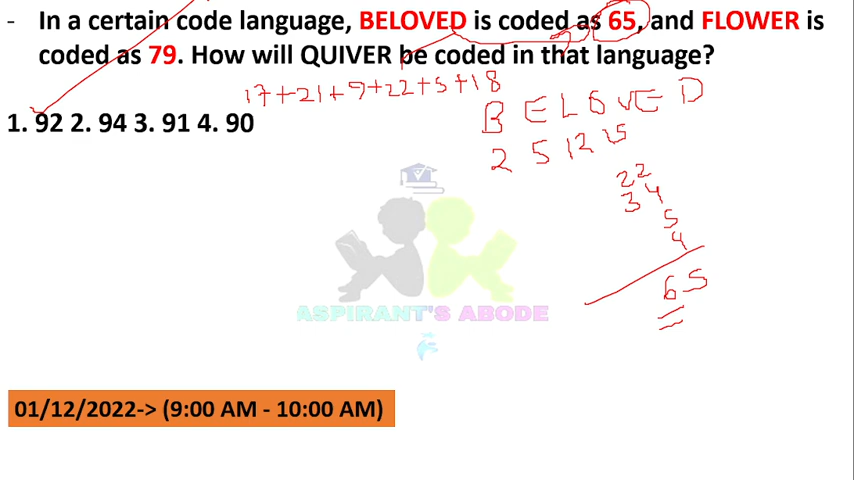 - In a certain code language, BELOVED is coded as 65, and FLOWER is
coded as 79. How will QUIVER be coded in that language?
17+21+9+22+5+18
1. 92 2. 94 3. 91 4. 90
B E L O V E D
2 5 12 15
22
34
5
4
65
ASPIRANT'S ABODE
01/12/2022-> (9:00 AM - 10:00 AM)